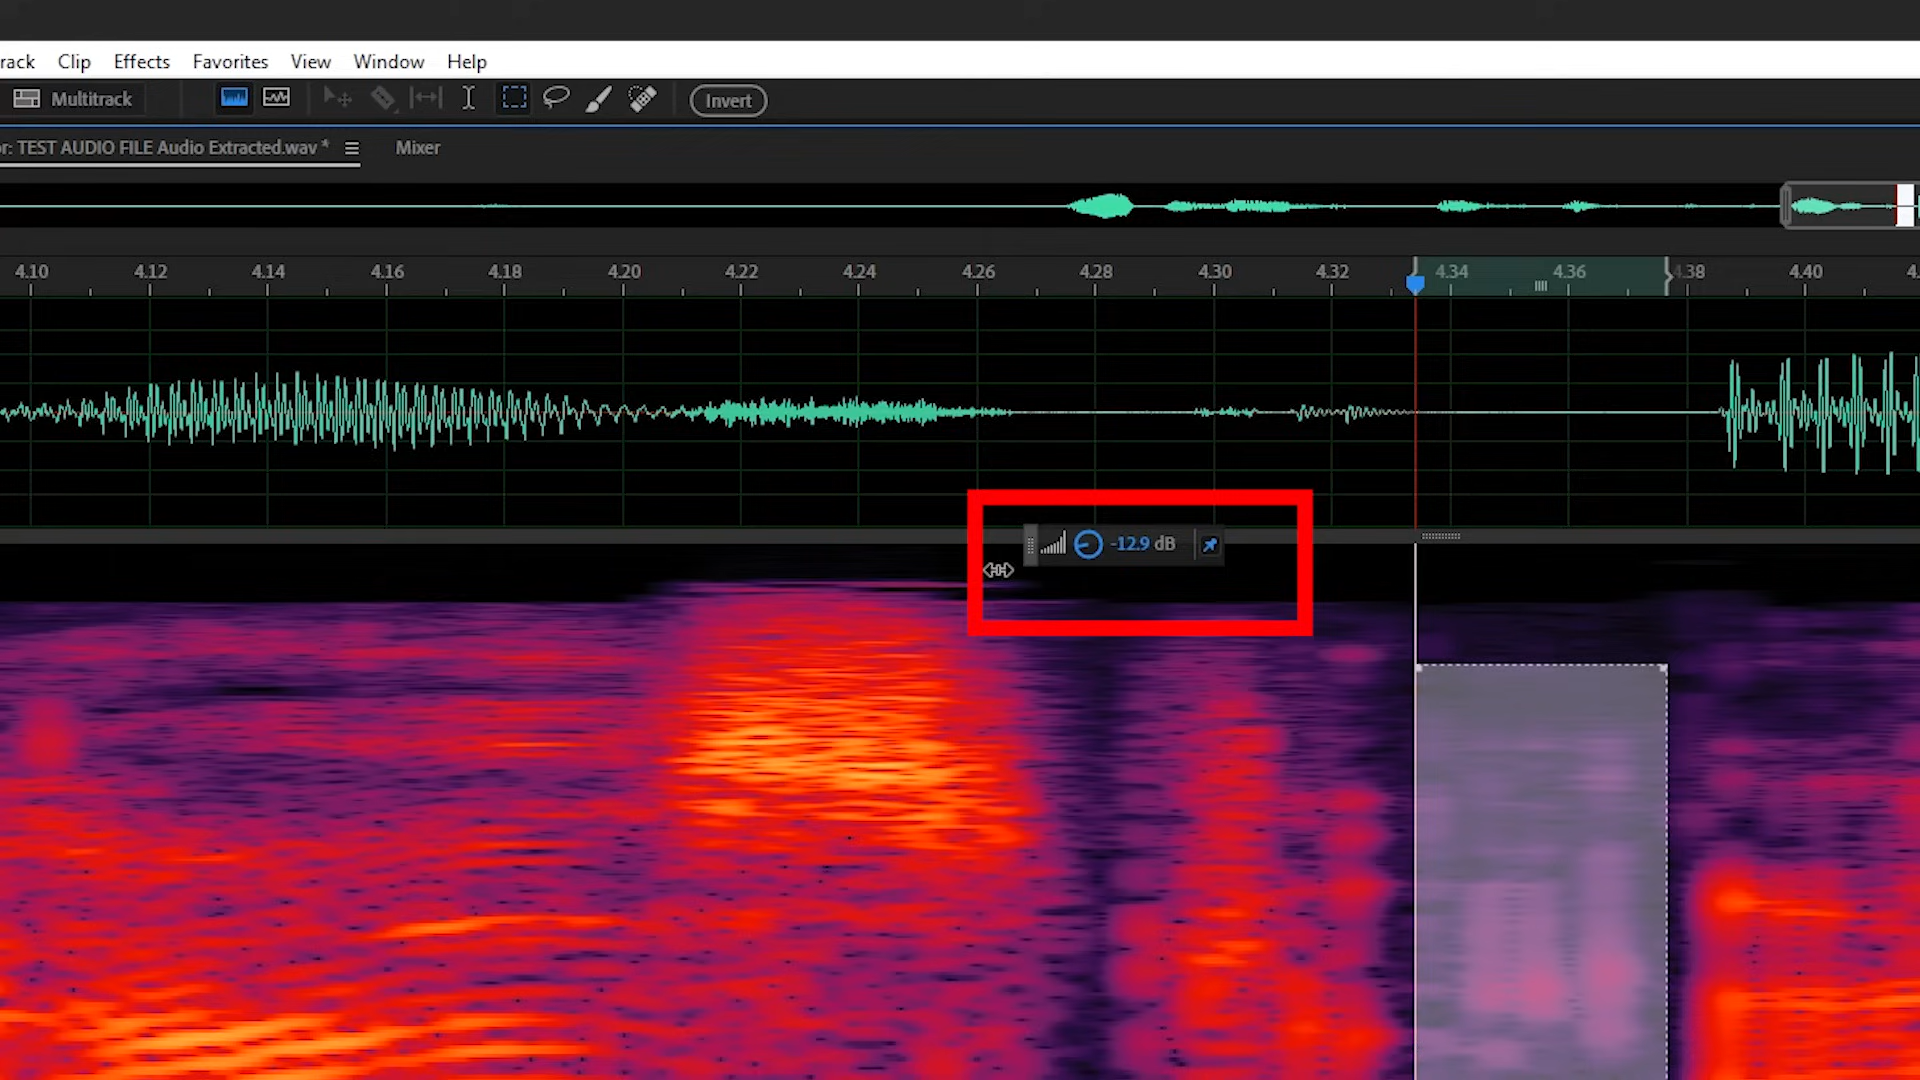 rack Clip Effects Favorites View Window Help
Multitrack Invert
or: TEST AUDIO FILE Audio Extracted.wav * Mixer
4.10 4.12 4.14 4.16 4.18 4.20 4.22 4.24 4.26 4.28 4.30 4.32 4.34 4.36 4.38 4.40 4.
-12.9 dB